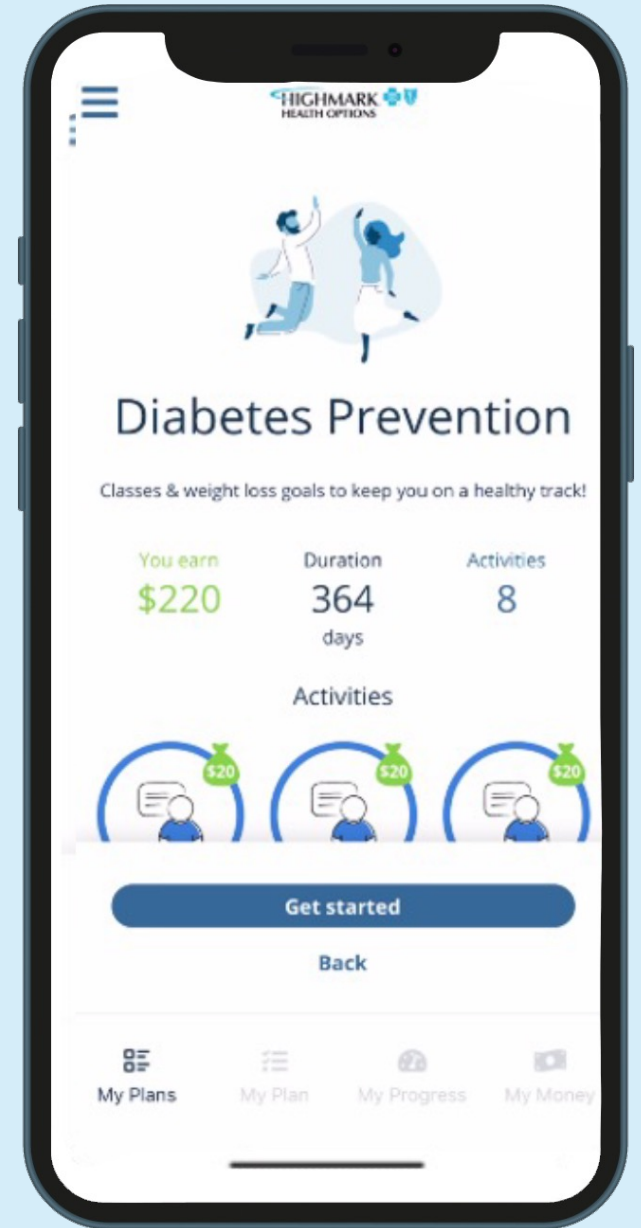 HIGHMARK
HEALTH OPTIONS
Diabetes Prevention
Classes & weight loss goals to keep you on a healthy track!
You earn
$220
Duration
364
days
Activities
8
Activities
$20
$20
$20
Get started
Back
My Plans
My Plan
My Progress
My Money